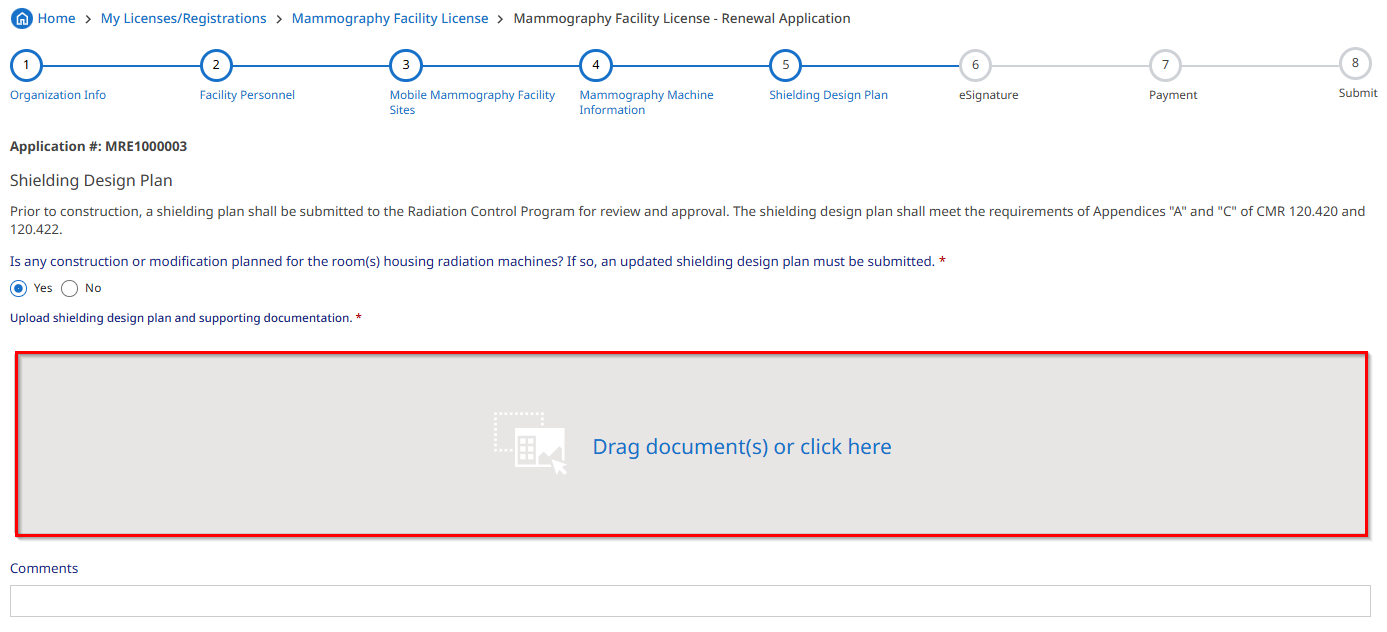 Home > My Licenses/Registrations > Mammography Facility License > Mammography Facility License - Renewal Application
1 2 3 4 5 6 7 8
Organization Info
Facility Personnel
Mobile Mammography Facility
Sites
Mammography Machine
Information
Shielding Design Plan
eSignature
Payment
Submit
Application #: MRE1000003
Shielding Design Plan
Prior to construction, a shielding plan shall be submitted to the Radiation Control Program for review and approval. The shielding design plan shall meet the requirements of Appendices "A" and "C" of CMR 120.420 and
120.422.
Is any construction or modification planned for the room(s) housing radiation machines? If so, an updated shielding design plan must be submitted. *
Yes No
Upload shielding design plan and supporting documentation. *
Drag document(s) or click here
Comments